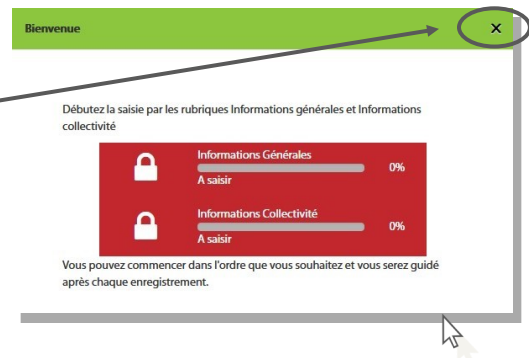 Bienvenue
x
Débutez la saisie par les rubriques Informations générales et Informations
collectivité
Informations Générales
0%
A saisir
Informations Collectivité
0%
A saisir
Vous pouvez commencer dans l'ordre que vous souhaitez et vous serez guidé
après chaque enregistrement.